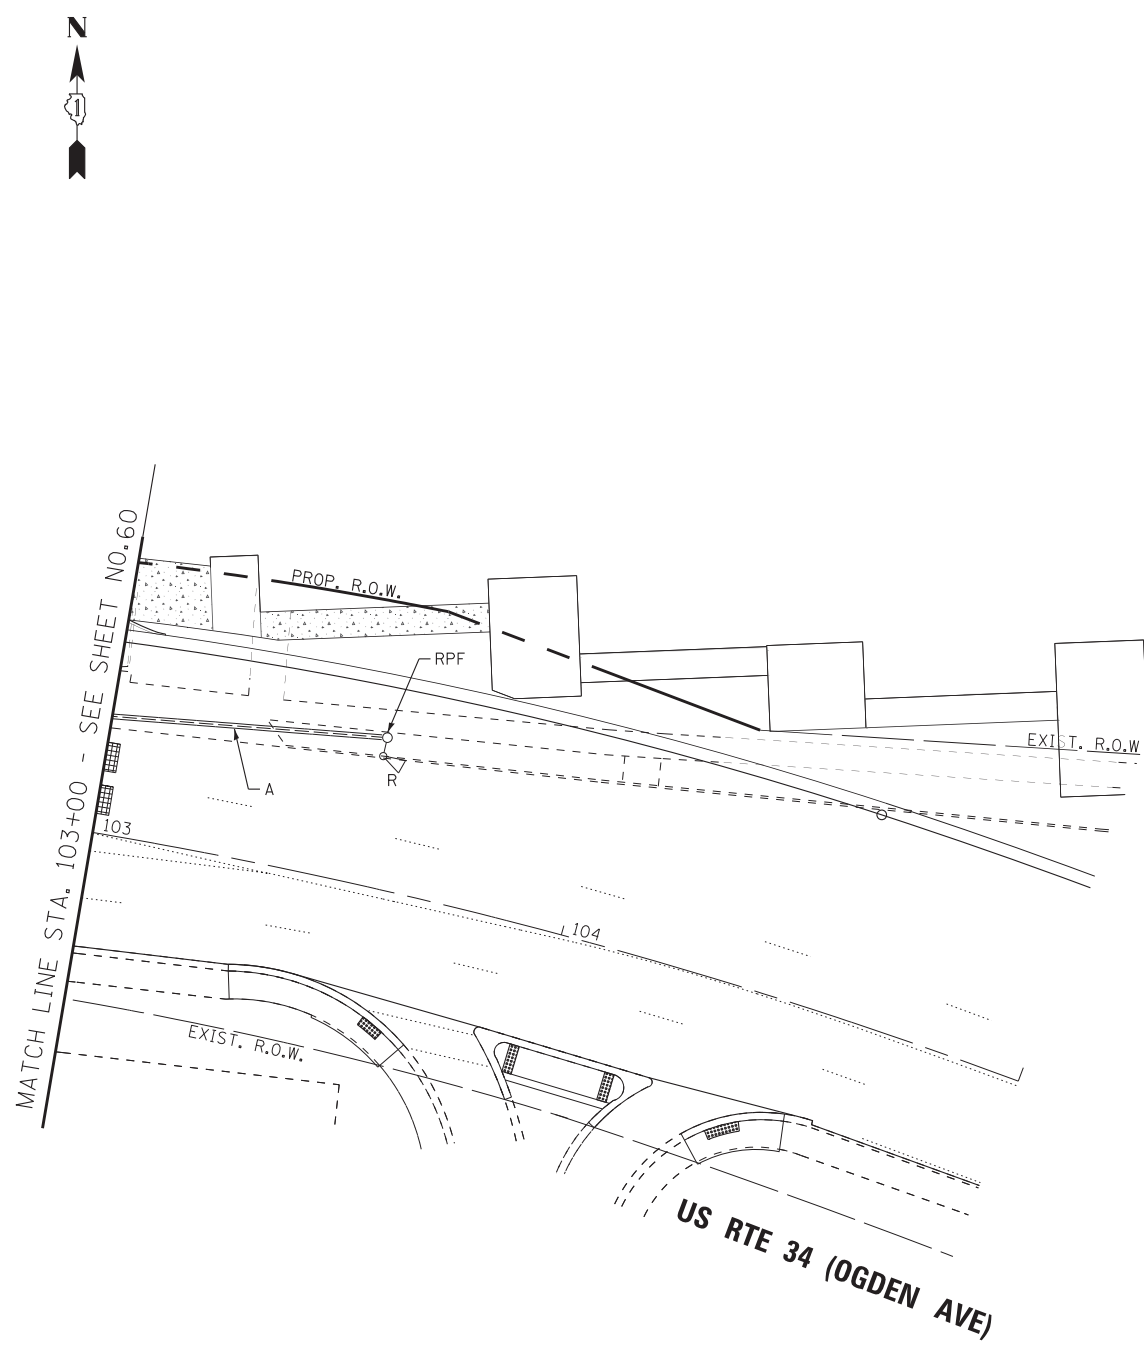 N
1
MATCH LINE STA. 103+00 - SEE SHEET NO.60
PROP. R.O.W.
RPF
EXIST. R.O.W
A
R
103
104
EXIST. R.O.W.
US RTE 34 (OGDEN AVE)